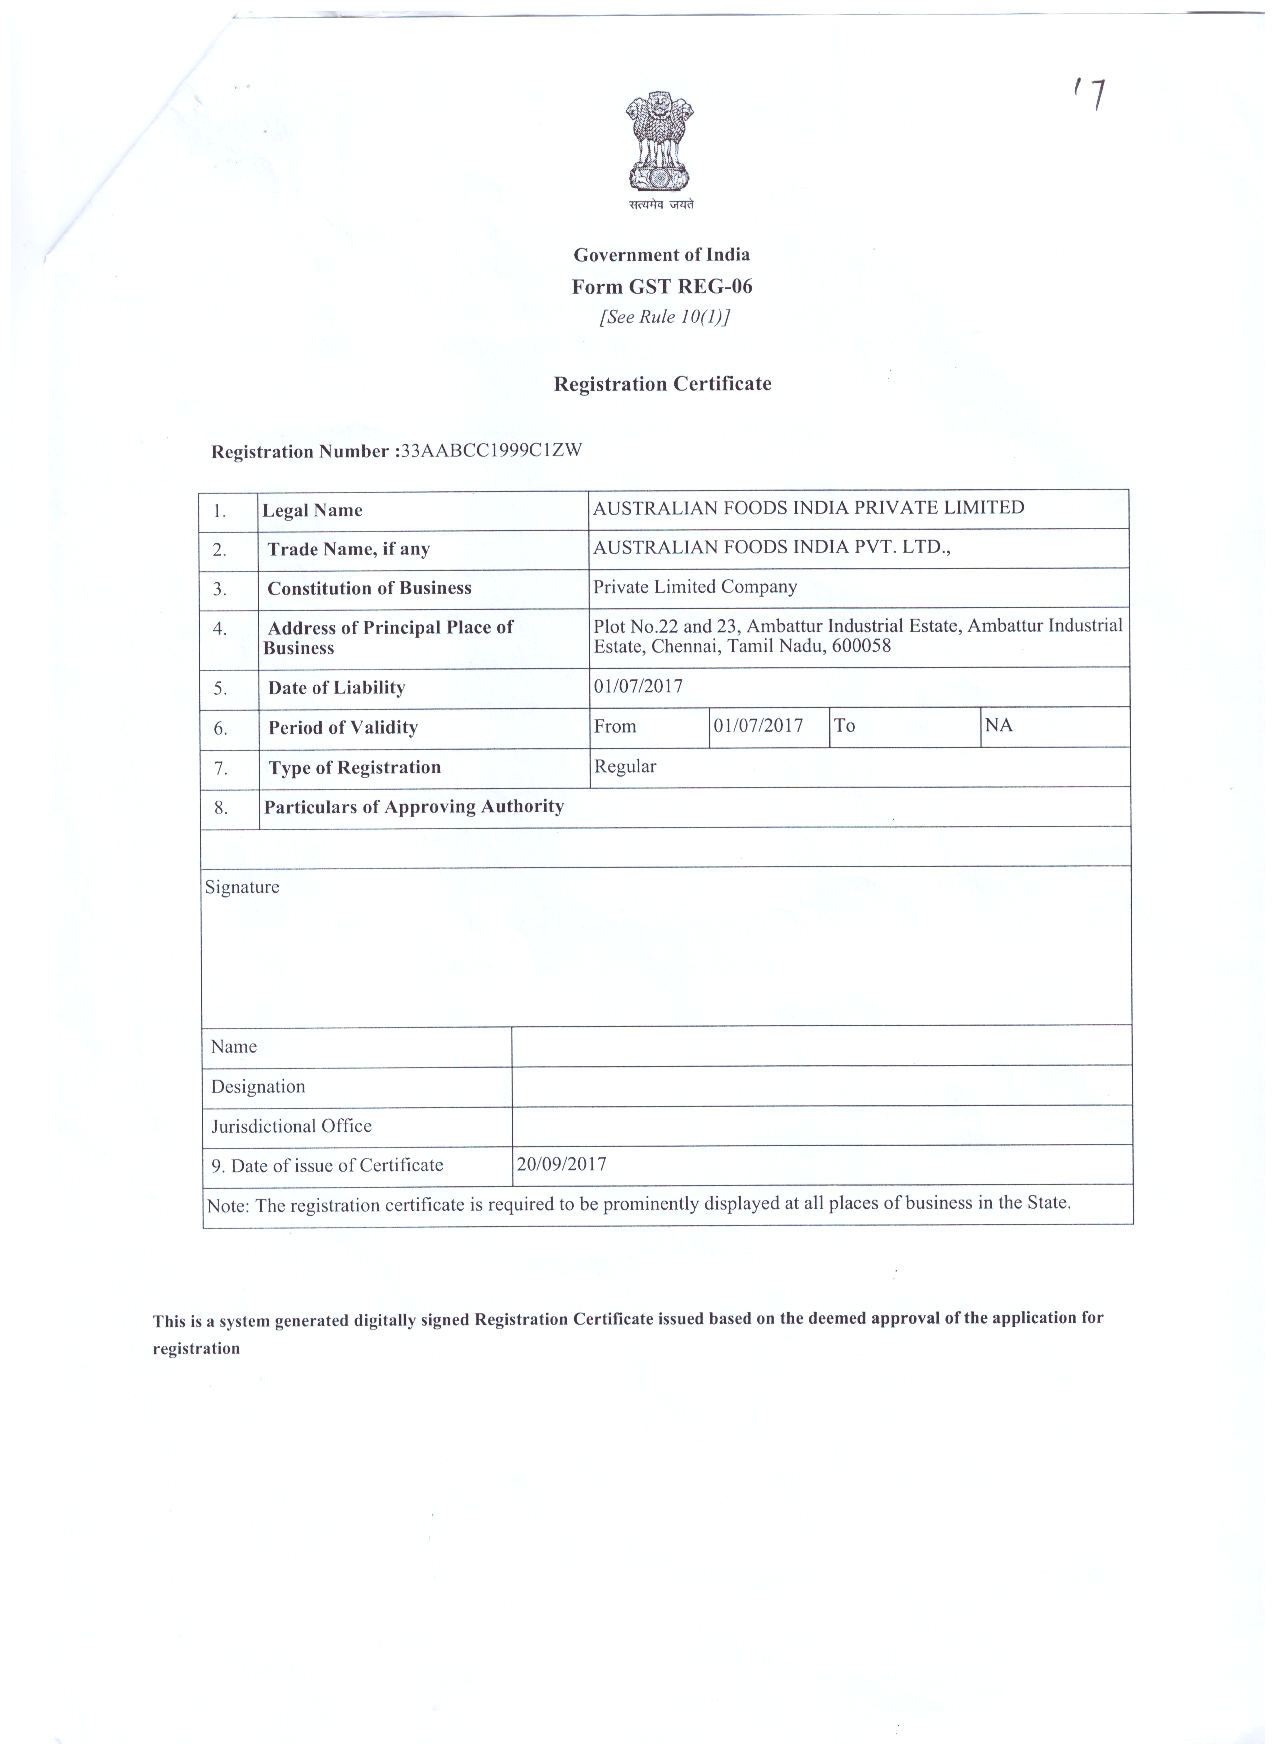 '7
सत्यमेव जयते
Government of India
Form GST REG-06
[See Rule 10(1)]
Registration Certificate
Registration Number :33AABCC1999C1ZW
1. Legal Name AUSTRALIAN FOODS INDIA PRIVATE LIMITED
2. Trade Name, if any AUSTRALIAN FOODS INDIA PVT. LTD.,
3. Constitution of Business Private Limited Company
4. Address of Principal Place of Plot No.22 and 23, Ambattur Industrial Estate, Ambattur Industrial
Business Estate, Chennai, Tamil Nadu, 600058
5. Date of Liability 01/07/2017
6. Period of Validity From 01/07/2017 To NA
7. Type of Registration Regular
8. Particulars of Approving Authority
Signature
Name
Designation
Jurisdictional Office
9. Date of issue of Certificate 20/09/2017
Note: The registration certificate is required to be prominently displayed at all places of business in the State.
This is a system generated digitally signed Registration Certificate issued based on the deemed approval of the application for
registration